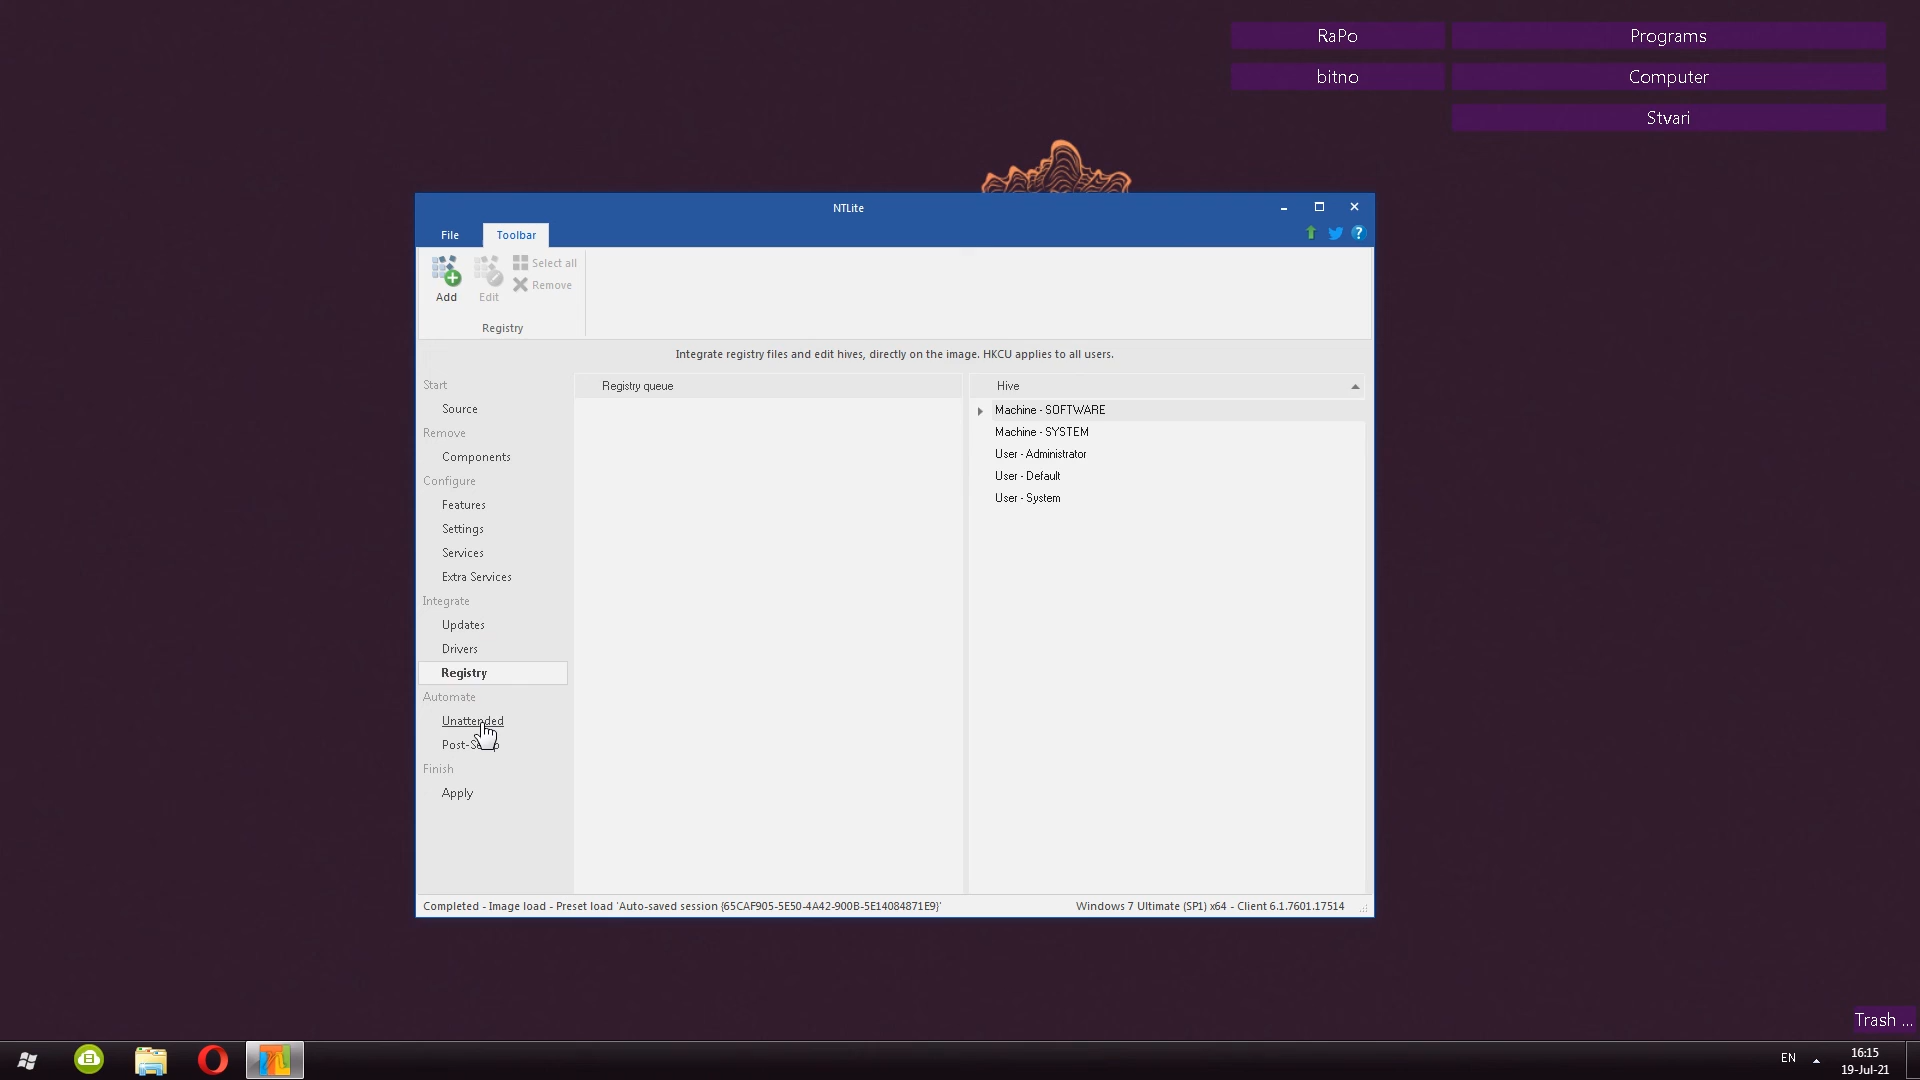 RaPo
Programs
bitno
Computer
Stvari
NTLite
File
Toolbar
Add
Edit
Select all
Remove
Registry
Integrate registry files and edit hives, directly on the image. HKCU applies to all users.
Start
Source
Remove
Components
Configure
Features
Settings
Services
Extra Services
Integrate
Updates
Drivers
Registry
Automate
Unattended
Finish
Apply
Registry queue
Hive
Machine - SOFTWARE
Machine - SYSTEM
User - Administrator
User - Default
User - System
Completed - Image load - Preset load 'Auto-saved session {65CAF905-5E50-4A42-900B-5E14084871E9}'
Windows 7 Ultimate (SP1) x64 - Client 6.1.7601.17514
Trash ...
EN
16:15
19-Jul-21